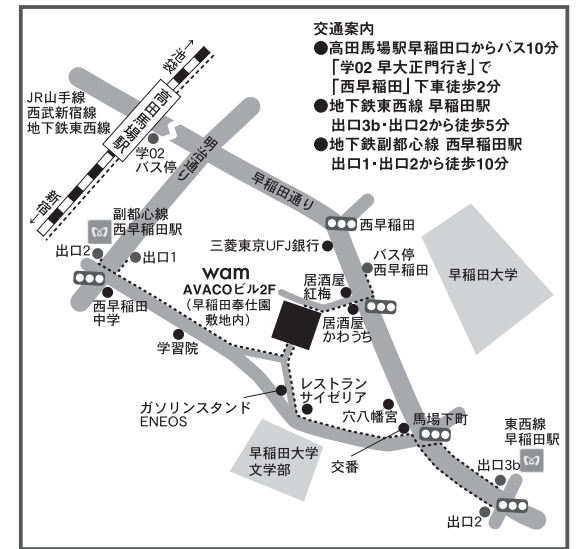 交通案内
●高田馬場駅早稲田口からバス10分
「学02 早大正門行き」で
「西早稲田」下車徒歩2分
●地下鉄東西線 早稲田駅
出口3b・出口2から徒歩5分
●地下鉄副都心線 西早稲田駅
出口1・出口2から徒歩10分
池袋
JR山手線
西武新宿線
地下鉄東西線
高田馬場駅
学02
バス停
明治通り
早稲田通り
新宿
副都心線
西早稲田駅
出口2
出口1
西早稲田
三菱東京UFJ銀行
バス停
西早稲田
早稲田大学
wam
AVACOビル2F
（早稲田奉仕園
敷地内）
居酒屋
紅梅
西早稲田
中学
居酒屋
かわうち
学習院
ガソリンスタンド
ENEOS
レストラン
サイゼリア
穴八幡宮
馬場下町
東西線
早稲田駅
早稲田大学
文学部
交番
出口3b
出口2